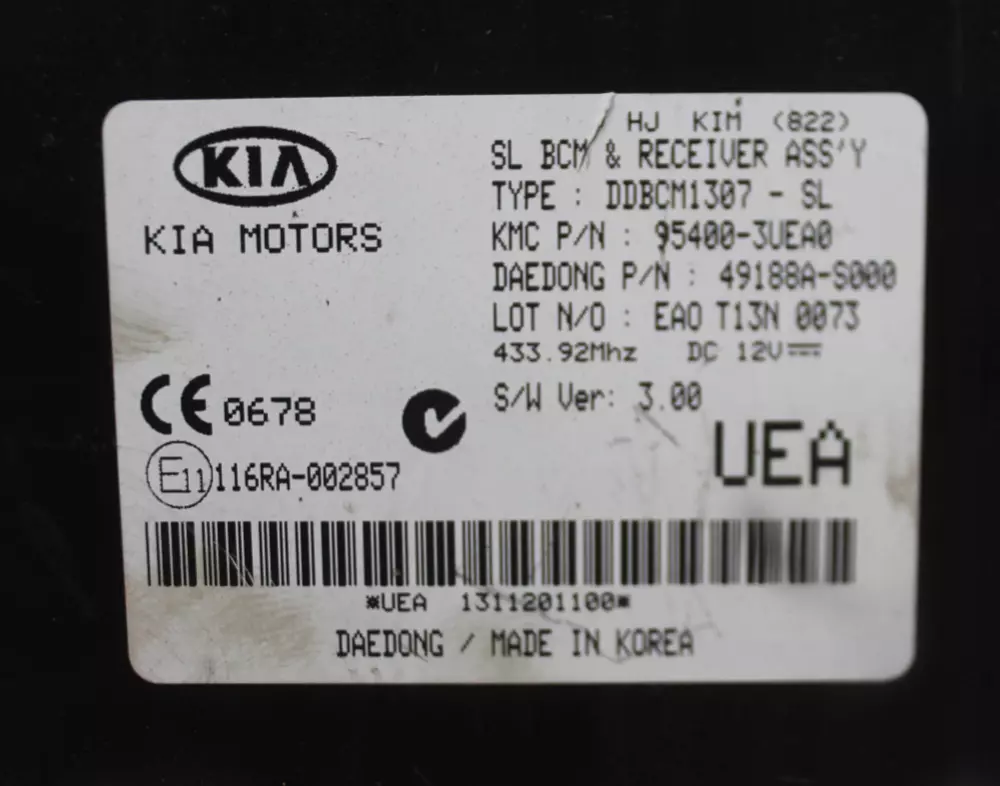 HJ KIM (822)
KIA
KIA MOTORS
SL BCM & RECEIVER ASS'Y
TYPE : DDBCM1307 - SL
KMC P/N : 95400-3UEA0
DAEDONG P/N : 49188A-S000
LOT N/O : EAO T13N 0073
433.92Mhz DC 12V⎓
S/W Ver: 3.00
CE 0678
UEA
E11 116RA-002857
*UEA 1311201100*
DAEDONG / MADE IN KOREA